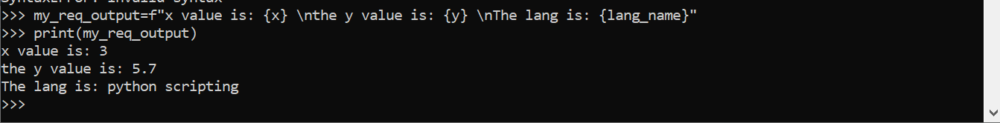 SyntaxError: invalid syntax
>>> my_req_output=f"x value is: {x} \nthe y value is: {y} \nThe lang is: {lang_name}"
>>> print(my_req_output)
x value is: 3
the y value is: 5.7
The lang is: python scripting
>>>